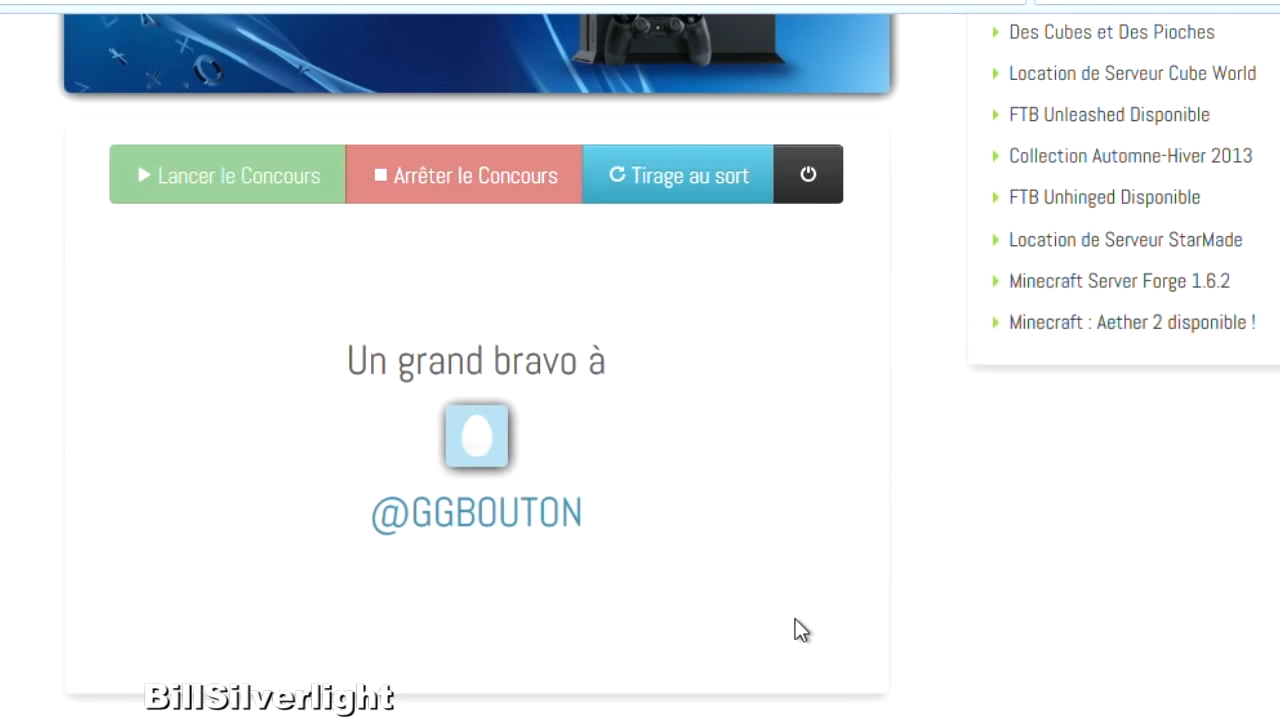 Lancer le Concours
Arrêter le Concours
Tirage au sort
Un grand bravo à
@GGBOUTON
Des Cubes et Des Pioches
Location de Serveur Cube World
FTB Unleashed Disponible
Collection Automne-Hiver 2013
FTB Unhinged Disponible
Location de Serveur StarMade
Minecraft Server Forge 1.6.2
Minecraft : Aether 2 disponible !
BillSilverlight